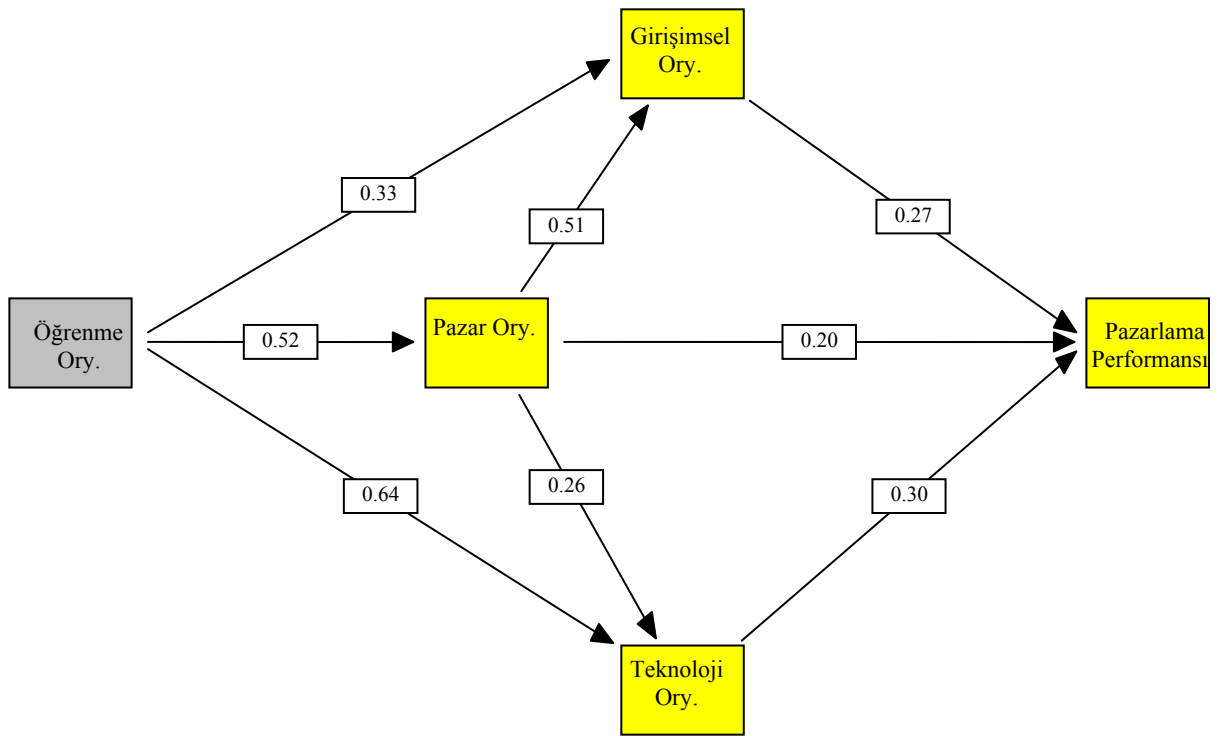 Girişimsel
Ory.
0.33
0.27
0.51
Öğrenme
Ory.
0.52
Pazar Ory.
0.20
Pazarlama
Performansı
0.26
0.64
0.30
Teknoloji
Ory.